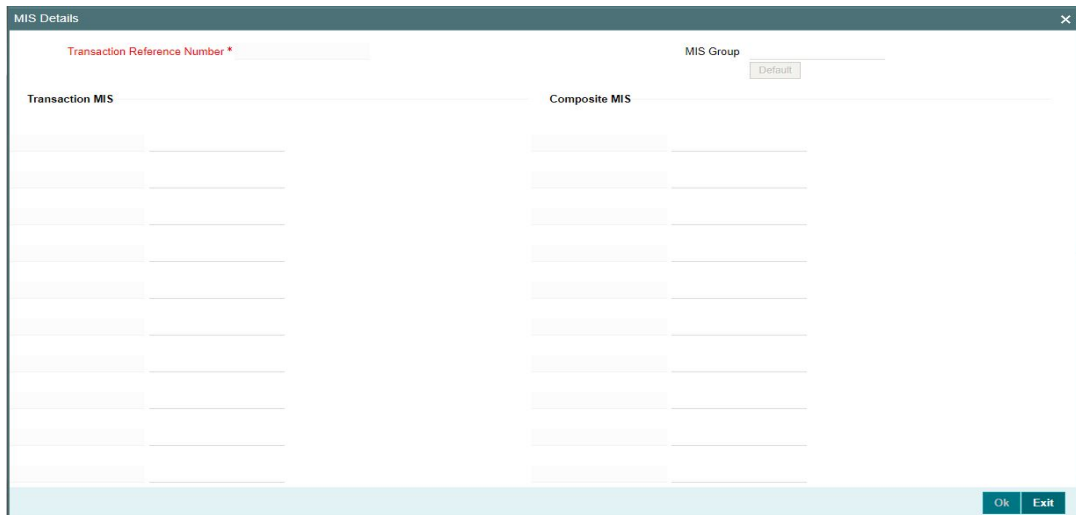 MIS Details
Transaction Reference Number *
MIS Group
Default
Transaction MIS
Composite MIS
Ok
Exit